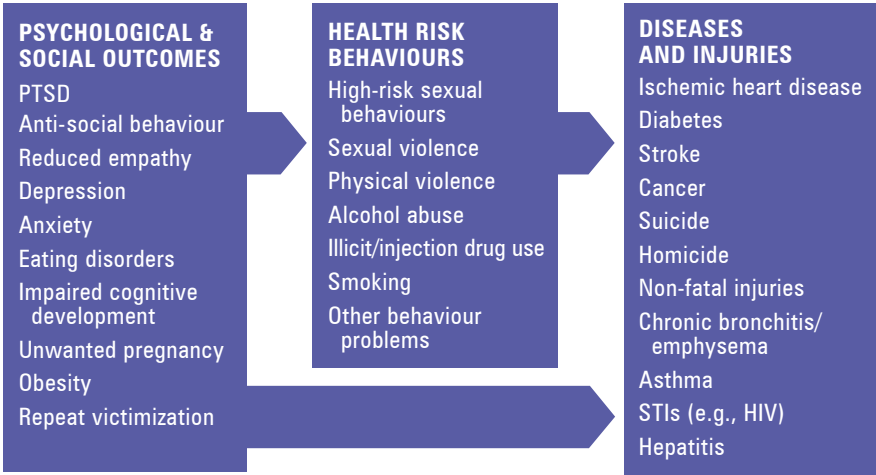 PSYCHOLOGICAL &
SOCIAL OUTCOMES
PTSD
Anti-social behaviour
Reduced empathy
Depression
Anxiety
Eating disorders
Impaired cognitive
development
Unwanted pregnancy
Obesity
Repeat victimization
HEALTH RISK
BEHAVIOURS
High-risk sexual
behaviours
Sexual violence
Physical violence
Alcohol abuse
Illicit/injection drug use
Smoking
Other behaviour
problems
DISEASES
AND INJURIES
Ischemic heart disease
Diabetes
Stroke
Cancer
Suicide
Homicide
Non-fatal injuries
Chronic bronchitis/
emphysema
Asthma
STIs (e.g., HIV)
Hepatitis